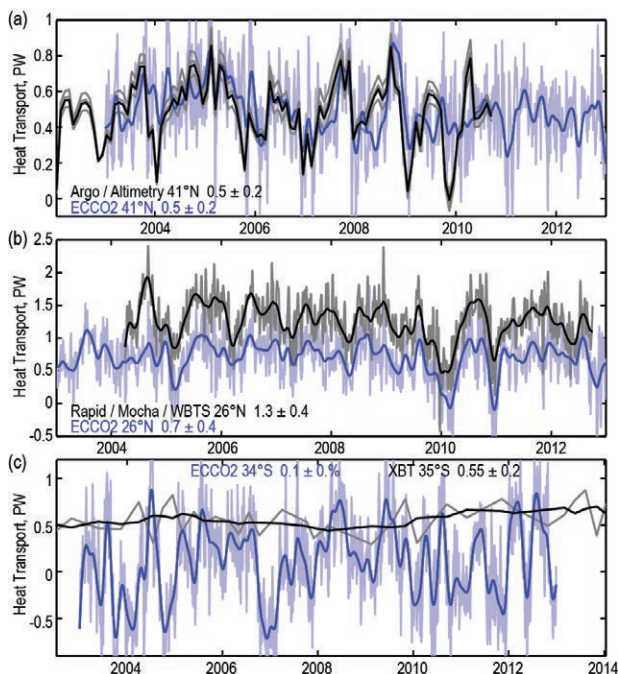 (a)
1
0.8
0.6
0.4
0.2
0
Heat Transport, PW
2004 2006 2008 2010 2012
Argo / Altimetry 41°N 0.5 ± 0.2
ECCO2 41°N 0.5 ± 0.2
(b)
2.5
2
1.5
1
0.5
0
-0.5
Heat Transport, PW
Rapid / Mocha / WBTS 26°N 1.3 ± 0.4
ECCO2 26°N 0.7 ± 0.4
2004 2006 2008 2010 2012
(c)
ECCO2 34°S 0.1 ± 0.% XBT 35°S 0.55 ± 0.2
1
0.5
0
-0.5
Heat Transport, PW
2004 2006 2008 2010 2012 2014